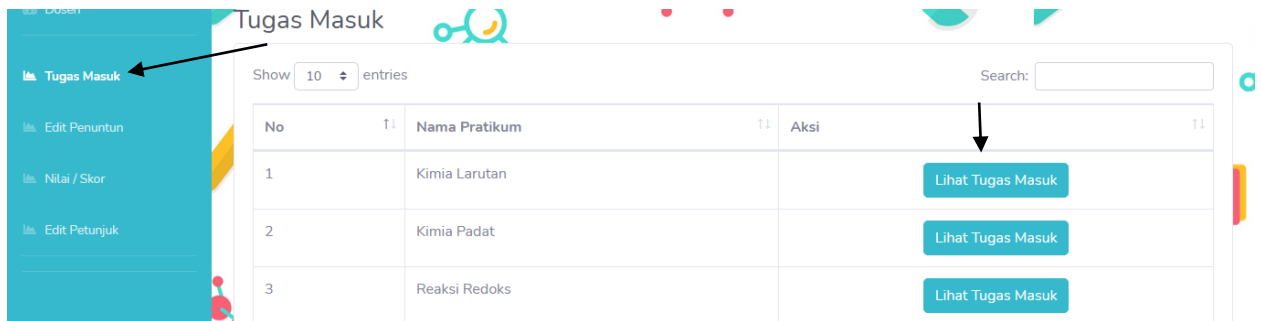 Dosen
Tugas Masuk
Tugas Masuk
Edit Penuntun
Nilai / Skor
Edit Petunjuk
Show 10 entries
Search:
No Nama Pratikum Aksi
1 Kimia Larutan Lihat Tugas Masuk
2 Kimia Padat Lihat Tugas Masuk
3 Reaksi Redoks Lihat Tugas Masuk